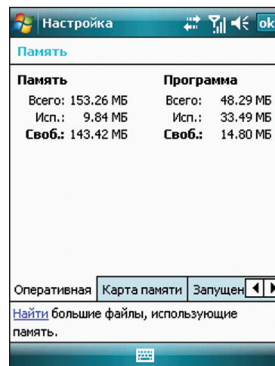 Настройка ok
Память
Память Программа
Всего: 153.26 МБ Всего: 48.29 МБ
Исп.: 9.84 МБ Исп.: 33.49 МБ
Своб.: 143.42 МБ Своб.: 14.80 МБ
Оперативная Карта памяти Запущен
Найти большие файлы, использующие
память.